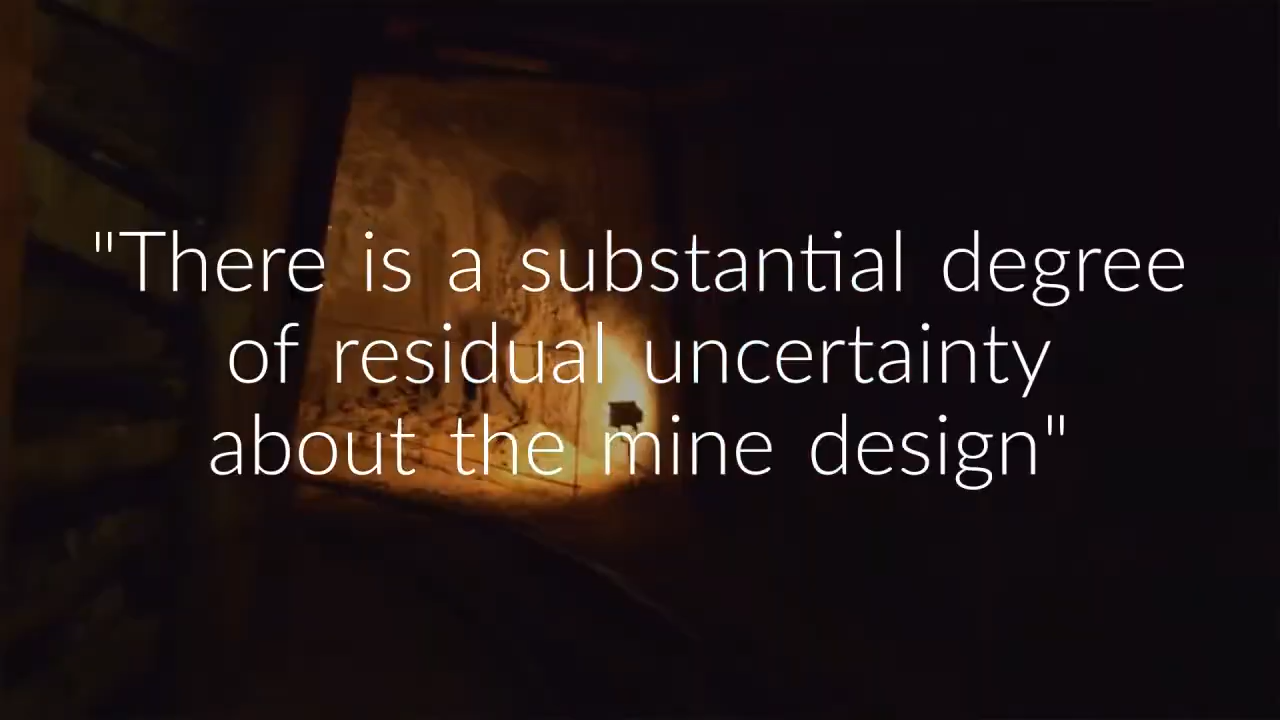 "There is a substantial degree
of residual uncertainty
about the mine design"